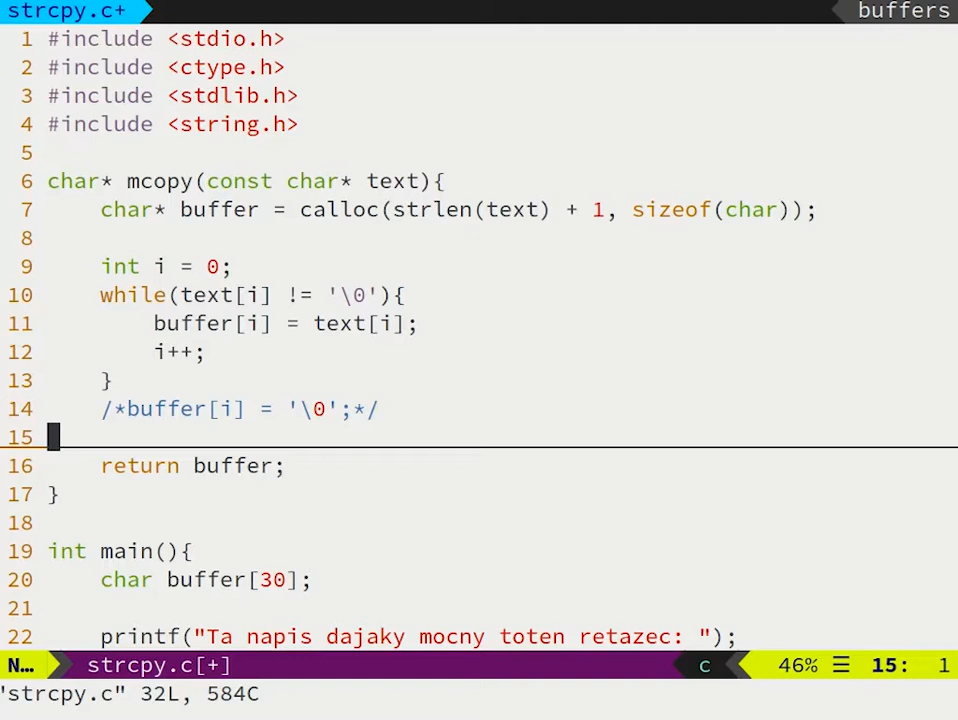 strcpy.c+ buffers
1 #include <stdio.h>
2 #include <ctype.h>
3 #include <stdlib.h>
4 #include <string.h>
5
6 char* mcopy(const char* text){
7     char* buffer = calloc(strlen(text) + 1, sizeof(char));
8
9     int i = 0;
10     while(text[i] != '\0'){
11         buffer[i] = text[i];
12         i++;
13     }
14     /*buffer[i] = '\0';*/
15
16     return buffer;
17 }
18
19 int main(){
20     char buffer[30];
21
22     printf("Ta napis dajaky mocny toten retazec: ");
N… strcpy.c[+] c 46% ☰ 15: 1
'strcpy.c" 32L, 584C